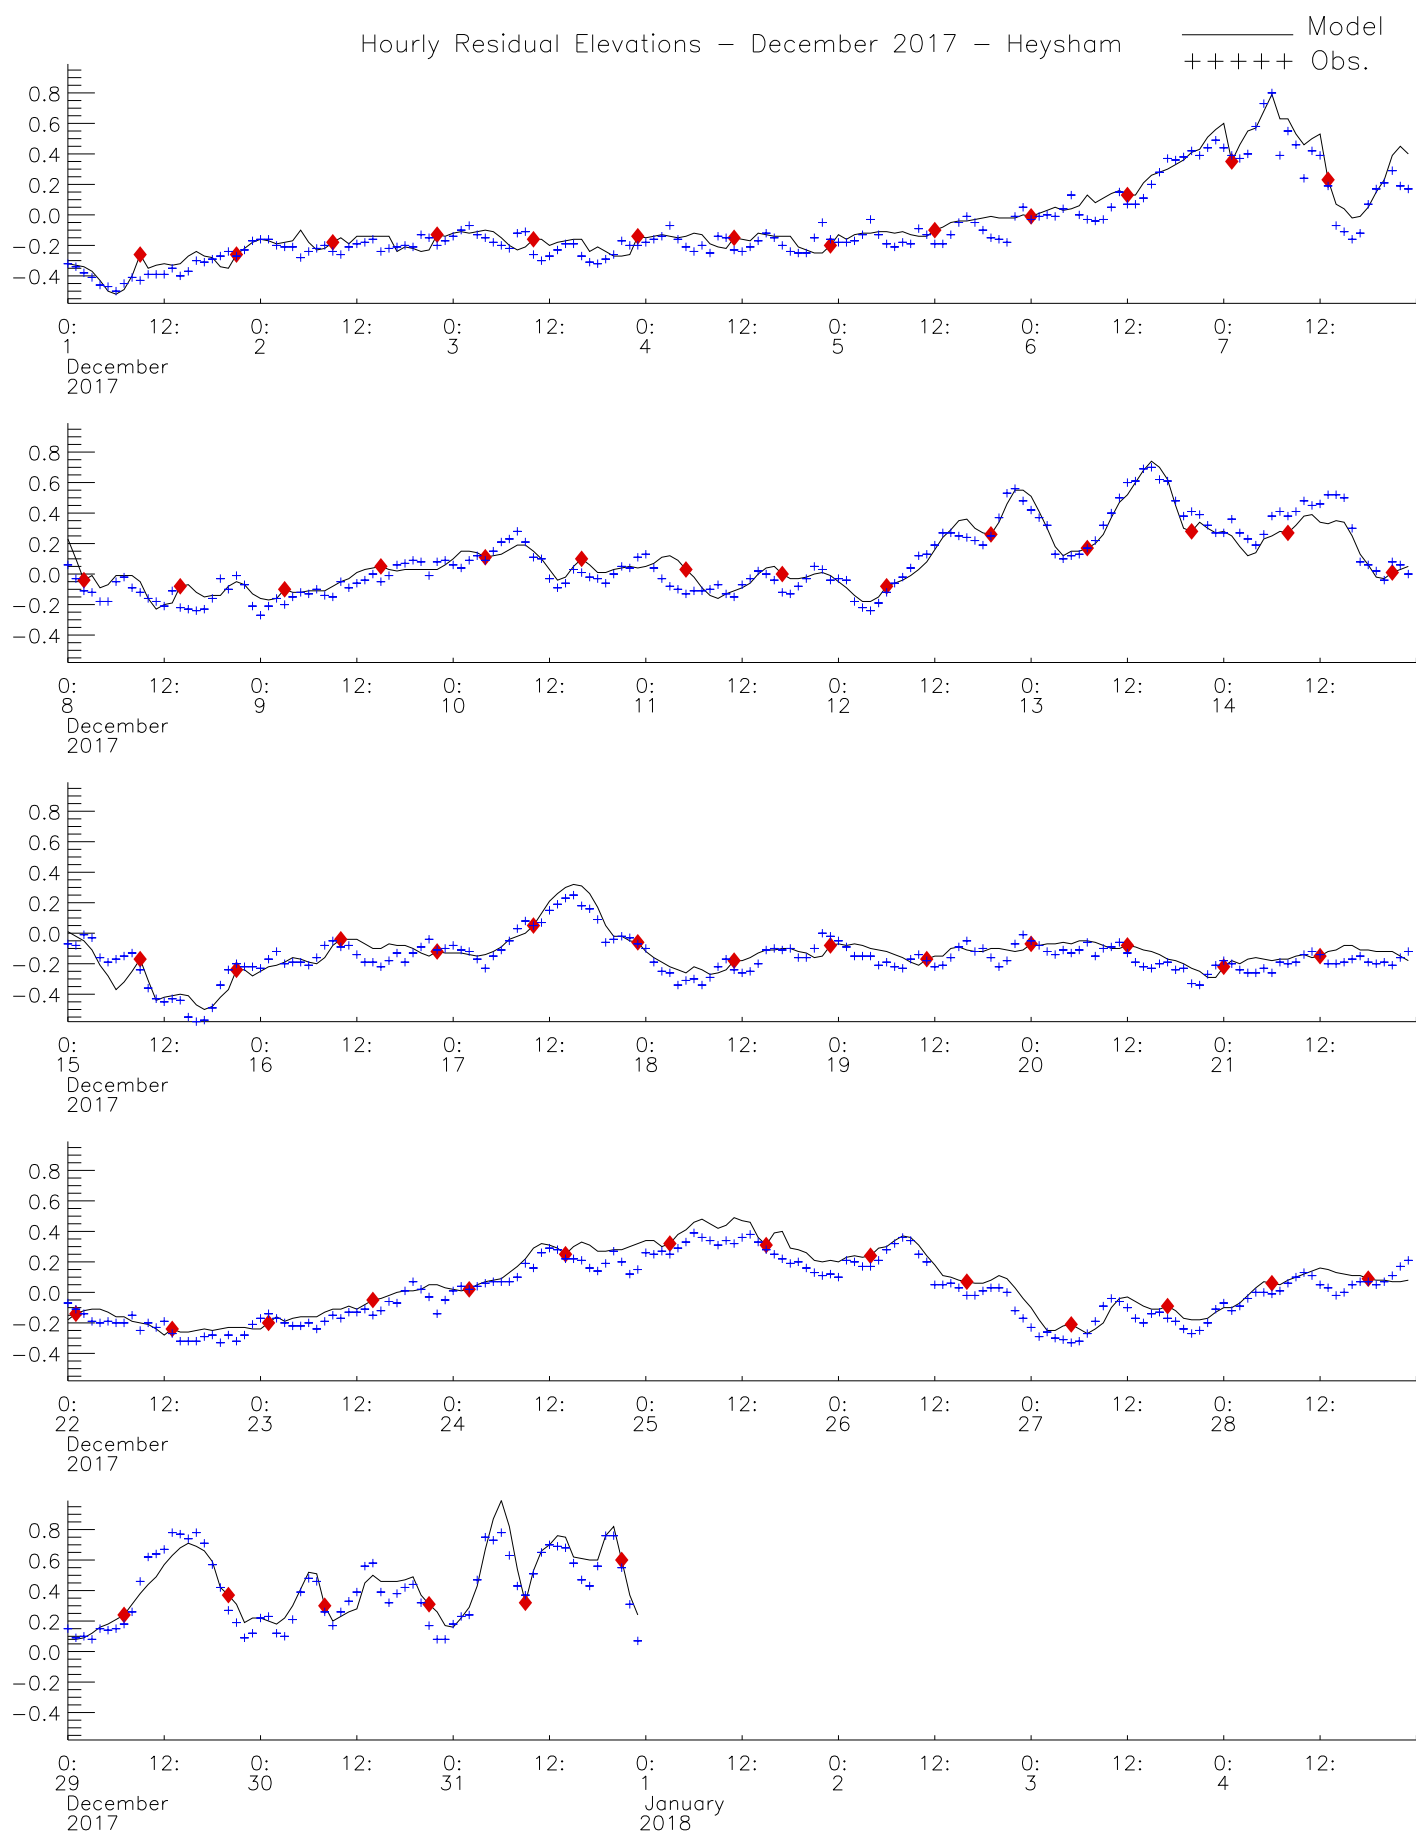 Hourly Residual Elevations − December 2017 − Heysham
Model
+++++ Obs.
0.8
0.6
0.4
0.2
0.0
−0.2
−0.4
0: 12: 0: 12: 0: 12: 0: 12: 0: 12: 0: 12: 0: 12:
1 2 3 4 5 6 7
December
2017
0.8
0.6
0.4
0.2
0.0
−0.2
−0.4
0: 12: 0: 12: 0: 12: 0: 12: 0: 12: 0: 12: 0: 12:
8 9 10 11 12 13 14
December
2017
0.8
0.6
0.4
0.2
0.0
−0.2
−0.4
0: 12: 0: 12: 0: 12: 0: 12: 0: 12: 0: 12: 0: 12:
15 16 17 18 19 20 21
December
2017
0.8
0.6
0.4
0.2
0.0
−0.2
−0.4
0: 12: 0: 12: 0: 12: 0: 12: 0: 12: 0: 12: 0: 12:
22 23 24 25 26 27 28
December
2017
0.8
0.6
0.4
0.2
0.0
−0.2
−0.4
0: 12: 0: 12: 0: 12: 0: 12: 0: 12: 0: 12: 0: 12:
29 30 31 1 2 3 4
December January
2017 2018